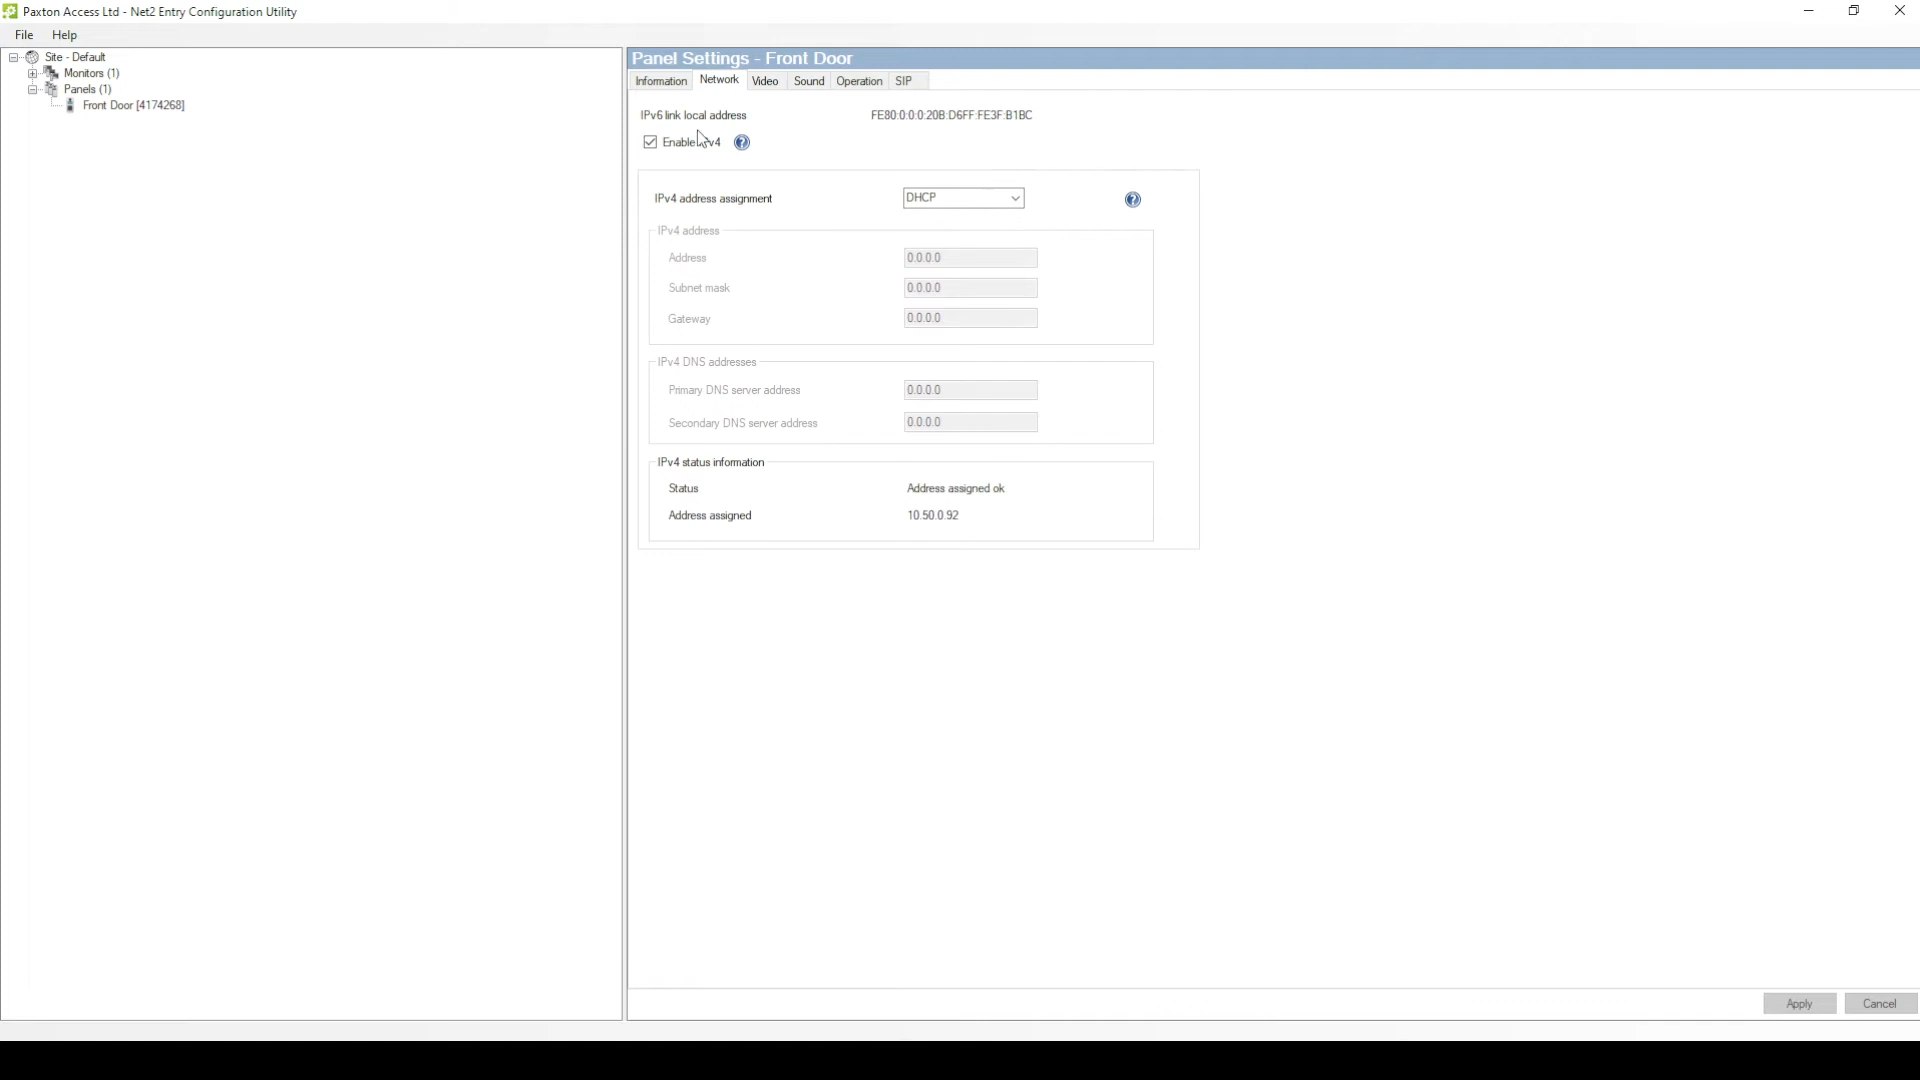 Paxton Access Ltd - Net2 Entry Configuration Utility
File Help
Site - Default
Monitors (1)
Panels (1)
Front Door [4174268]
Panel Settings - Front Door
Information Network Video Sound Operation SIP
IPv6 link local address FE80:0:0:0:20B:D6FF:FE3F:B1BC
Enable v4
IPv4 address assignment DHCP
IPv4 address
Address 0.0.0.0
Subnet mask 0.0.0.0
Gateway 0.0.0.0
IPv4 DNS addresses
Primary DNS server address 0.0.0.0
Secondary DNS server address 0.0.0.0
IPv4 status information
Status Address assigned ok
Address assigned 10.50.0.92
Apply Cancel